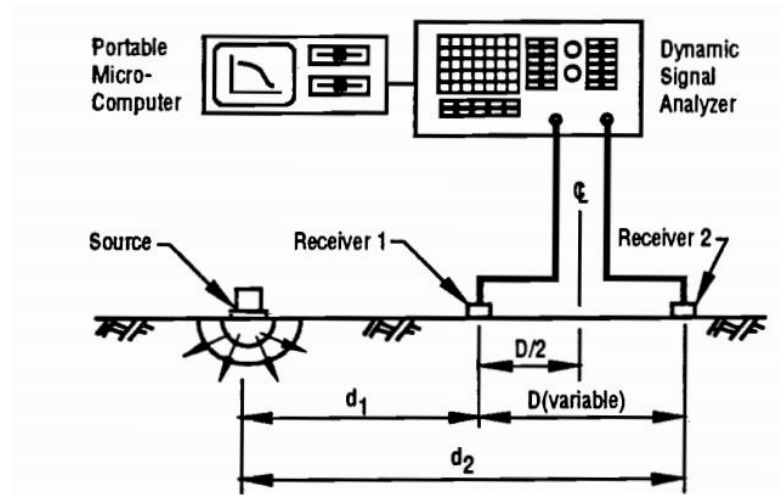 Portable
Micro-
Computer
Dynamic
Signal
Analyzer
℄
Source
Receiver 1
Receiver 2
D/2
d1
D(variable)
d2